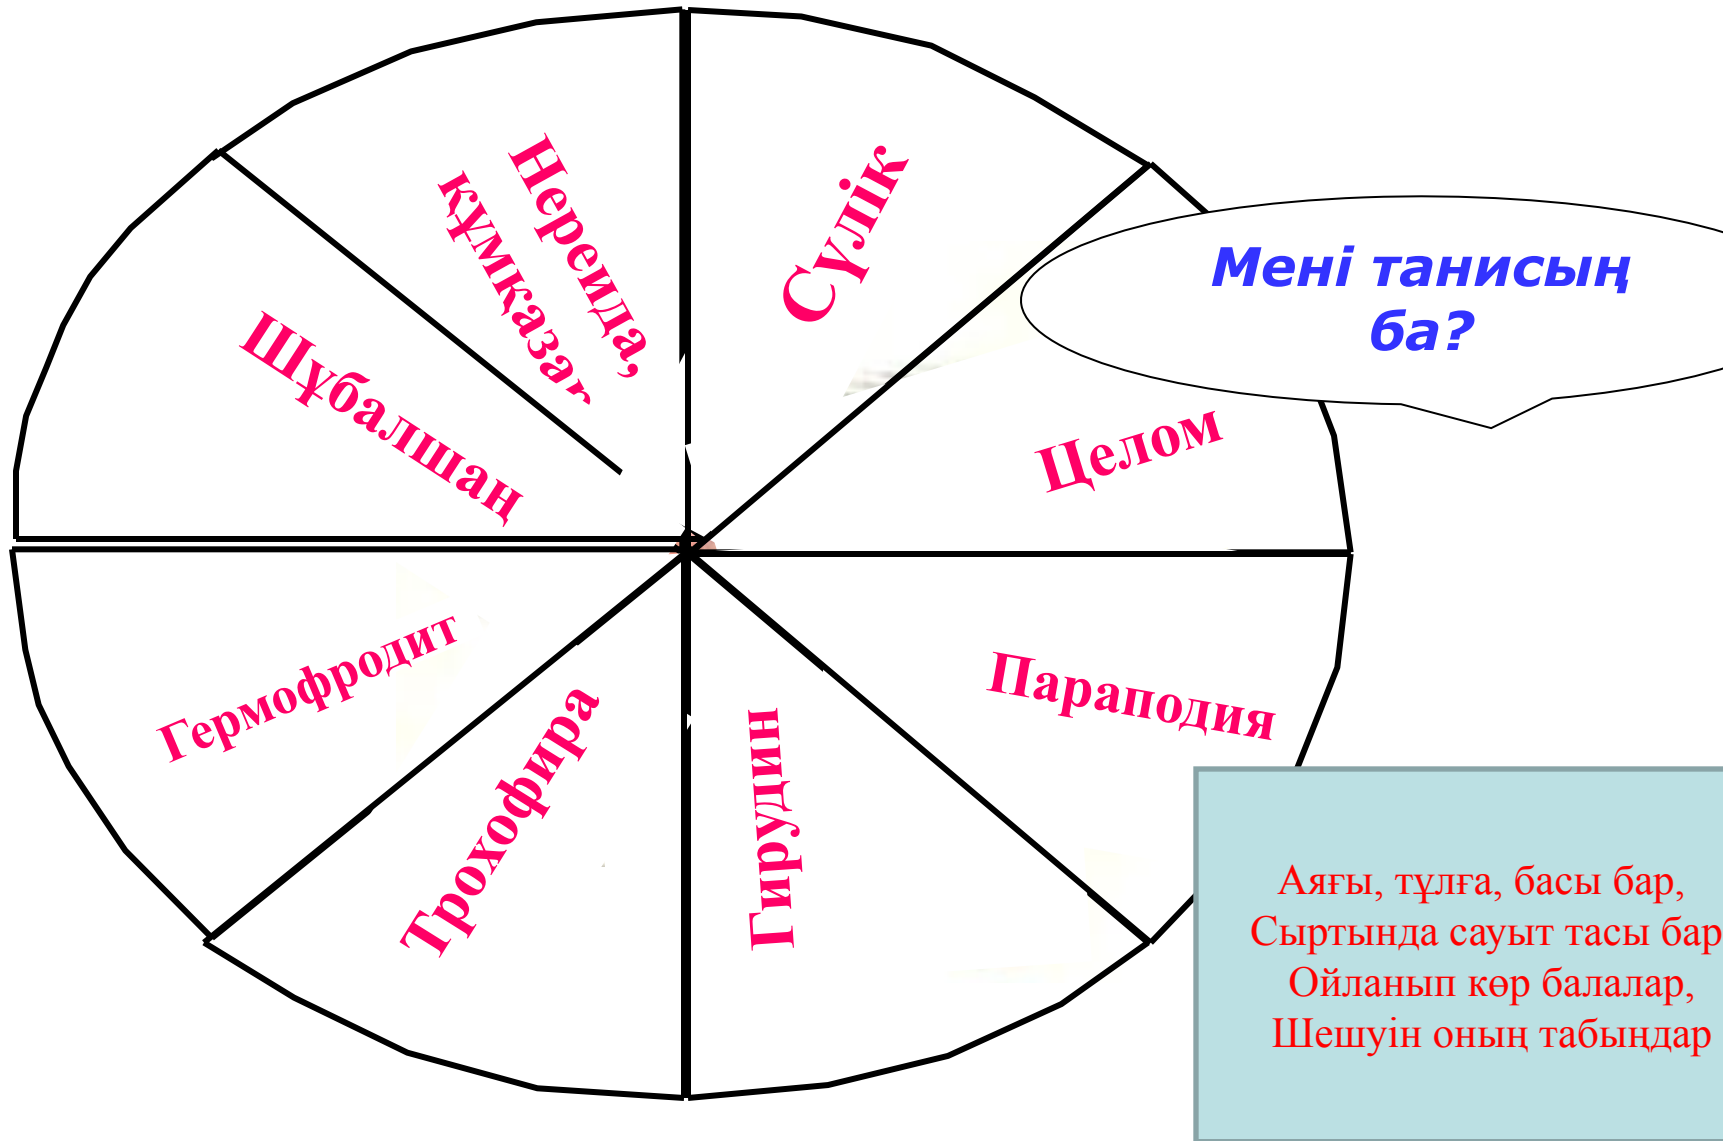 Нереида,
құмқазар
Сүлік
Мені танисың
ба?
Шұбалшаң
Целом
Гермофродит
Параподия
Трохофира
Гирудин
Аяғы, тұлға, басы бар,
Сыртында сауыт тасы бар
Ойланып көр балалар,
Шешуін оның табыңдар